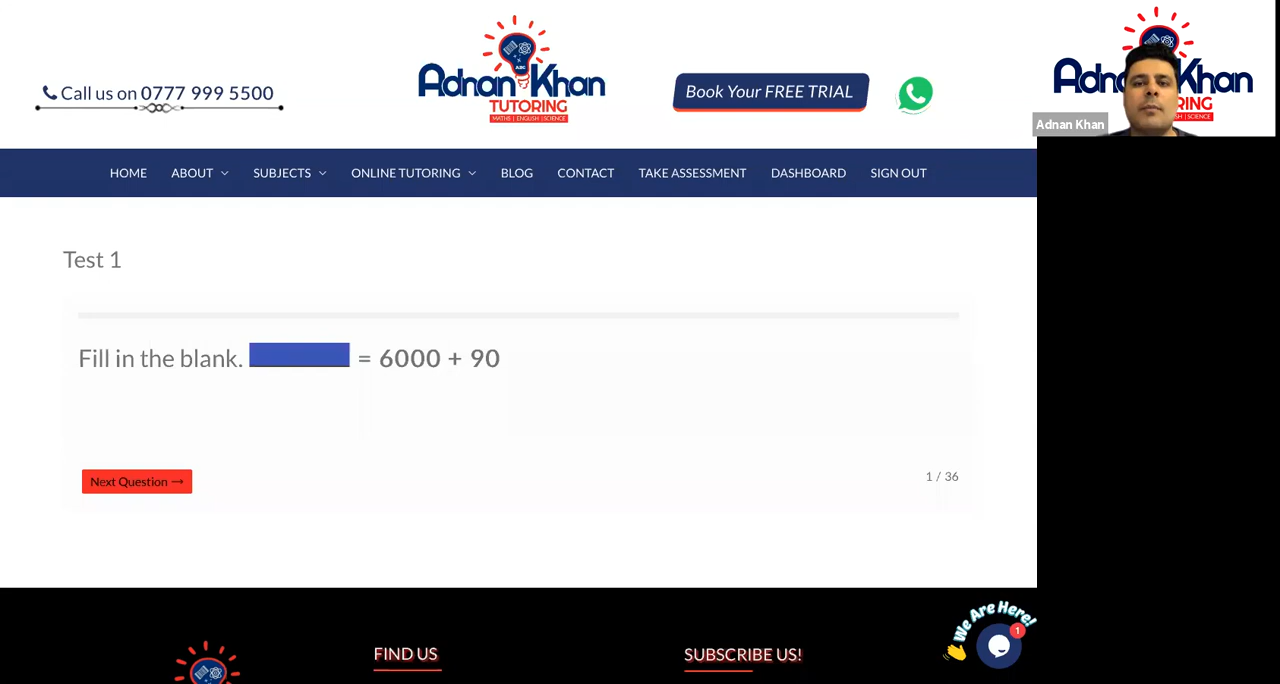 Call us on 0777 999 5500
ABC
Adnan Khan
TUTORING
MATHS | ENGLISH | SCIENCE
Book Your FREE TRIAL
Adnan Khan
HOME ABOUT SUBJECTS ONLINE TUTORING BLOG CONTACT TAKE ASSESSMENT DASHBOARD SIGN OUT
Test 1
Fill in the blank. = 6000 + 90
Next Question →
1 / 36
We Are Here!
1
FIND US
SUBSCRIBE US!